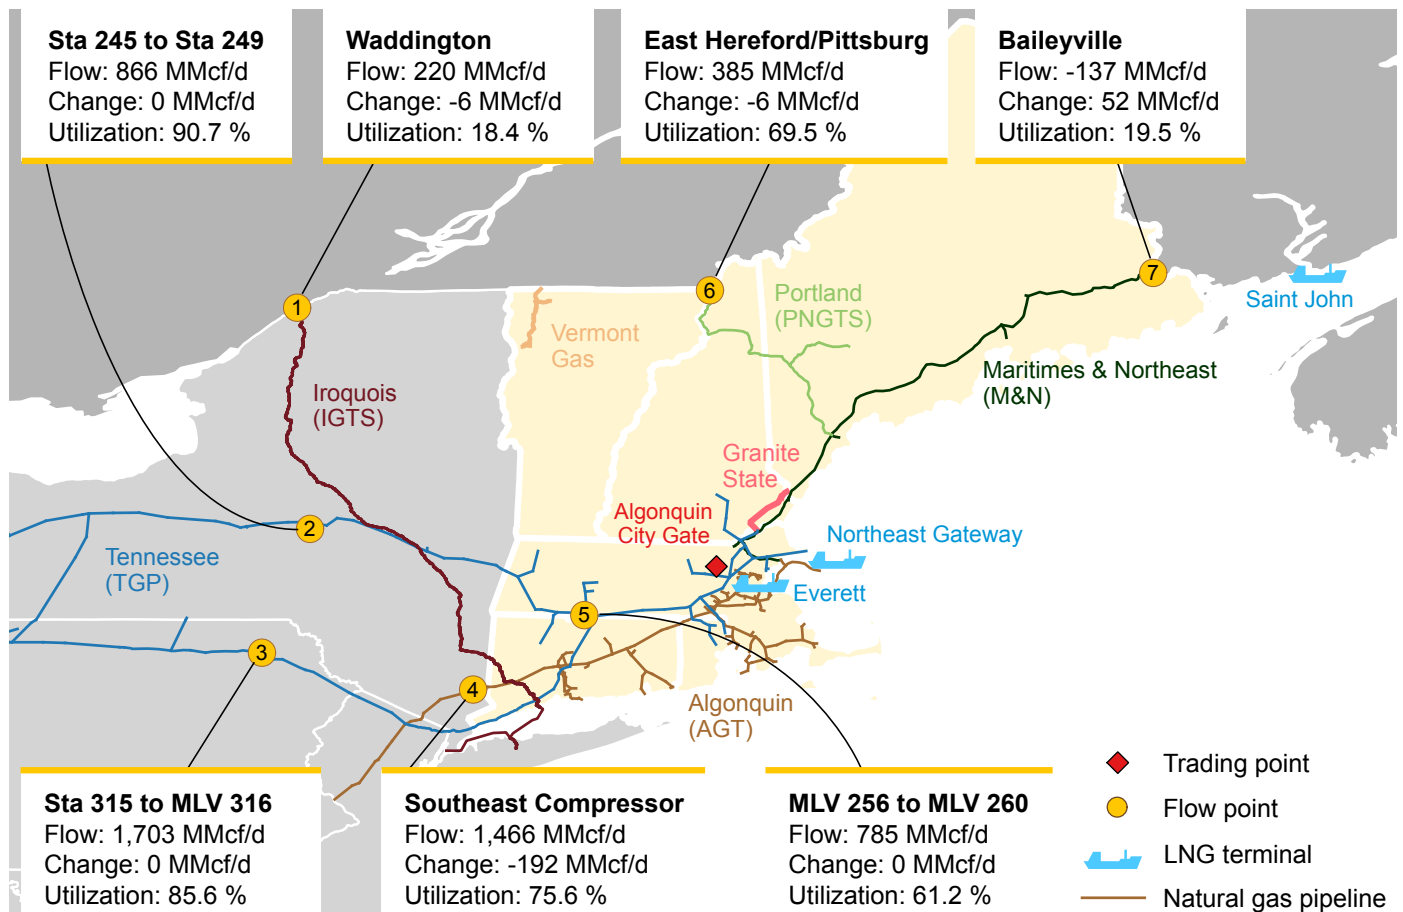 Sta 245 to Sta 249
Flow: 866 MMcf/d
Change: 0 MMcf/d
Utilization: 90.7 %
Waddington
Flow: 220 MMcf/d
Change: -6 MMcf/d
Utilization: 18.4 %
East Hereford/Pittsburg
Flow: 385 MMcf/d
Change: -6 MMcf/d
Utilization: 69.5 %
Baileyville
Flow: -137 MMcf/d
Change: 52 MMcf/d
Utilization: 19.5 %
1
6
7
Saint John
Portland
(PNGTS)
Vermont
Gas
Iroquois
(IGTS)
Maritimes & Northeast
(M&N)
Granite
State
Algonquin
City Gate
2
Northeast Gateway
Tennessee
(TGP)
Everett
5
3
4
Algonquin
(AGT)
Sta 315 to MLV 316
Flow: 1,703 MMcf/d
Change: 0 MMcf/d
Utilization: 85.6 %
Southeast Compressor
Flow: 1,466 MMcf/d
Change: -192 MMcf/d
Utilization: 75.6 %
MLV 256 to MLV 260
Flow: 785 MMcf/d
Change: 0 MMcf/d
Utilization: 61.2 %
Trading point
Flow point
LNG terminal
Natural gas pipeline